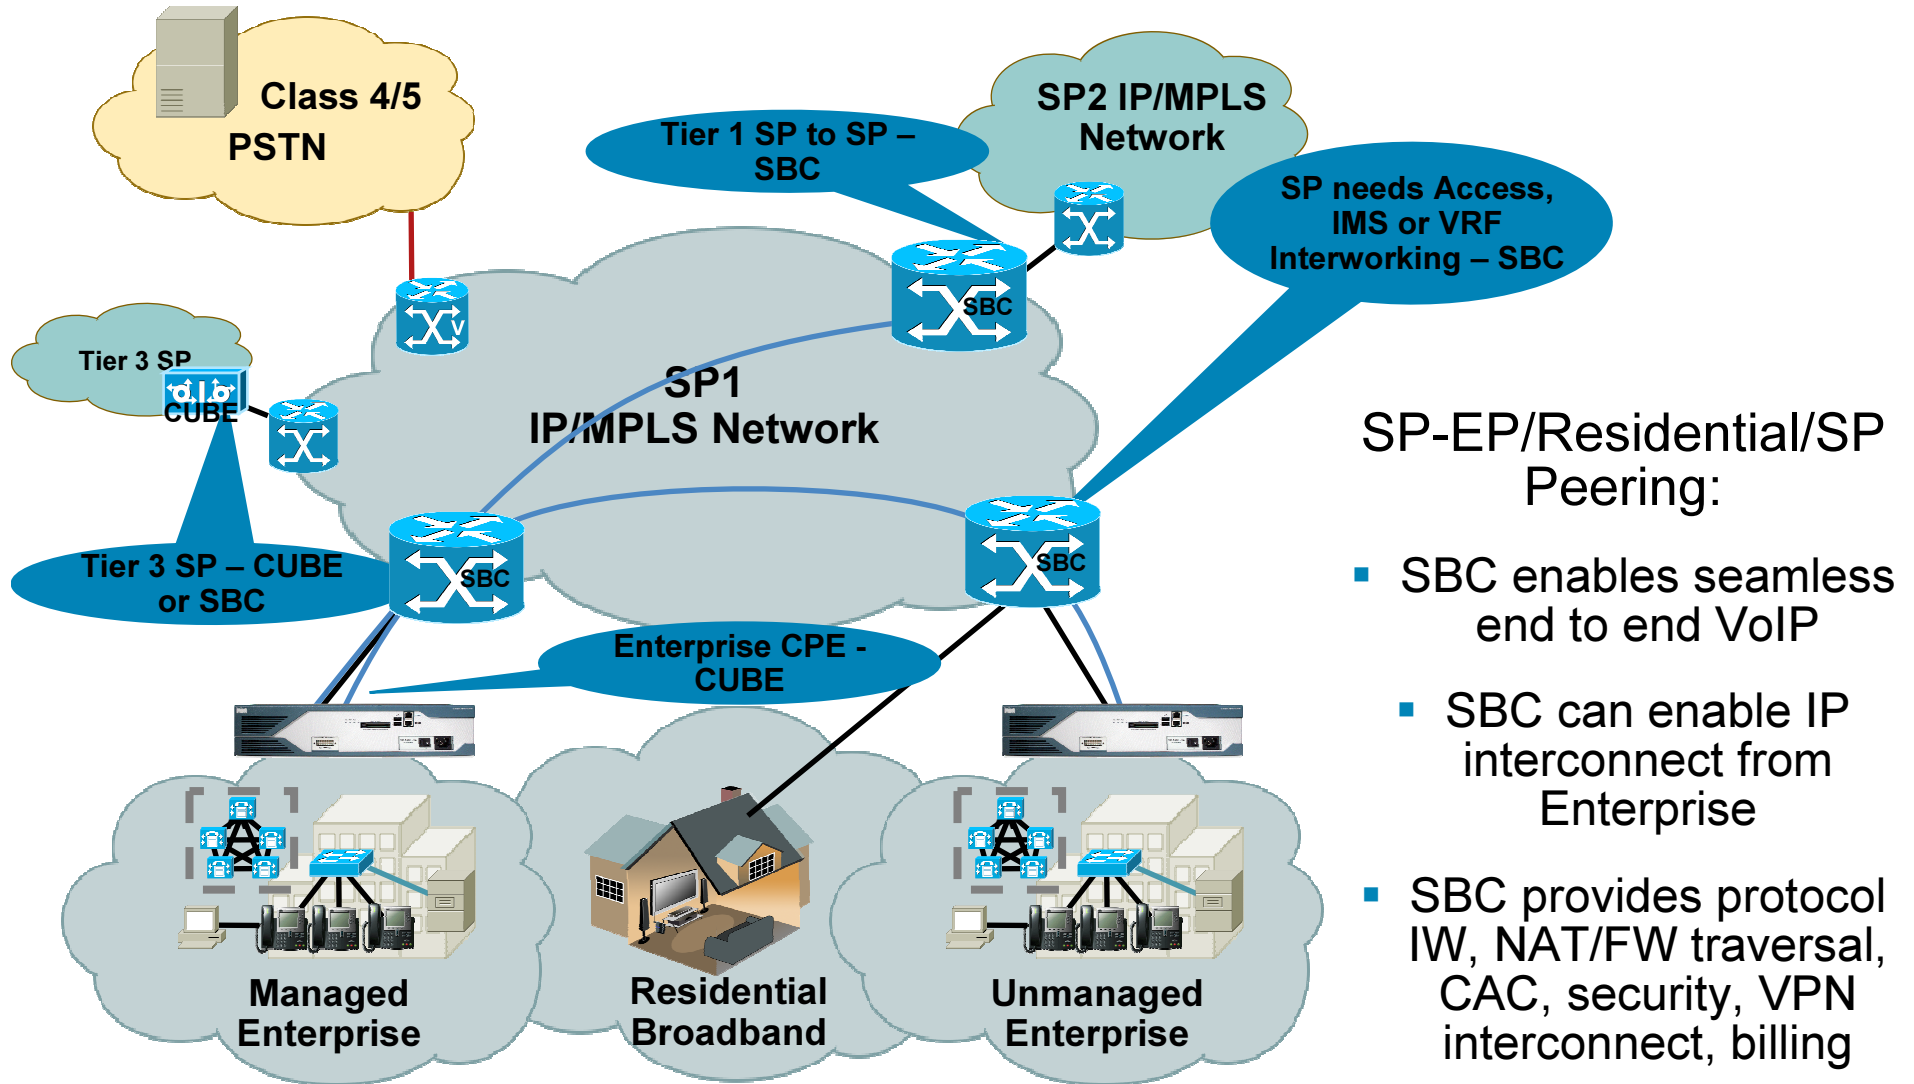 Class 4/5
PSTN
SP2 IP/MPLS
Network
Tier 1 SP to SP –
SBC
SP needs Access,
IMS or VRF
Interworking – SBC
SBC
V
Tier 3 SP
CUBE
SP1
IP/MPLS Network
Tier 3 SP – CUBE
or SBC
SBC
SBC
Enterprise CPE -
CUBE
Managed
Enterprise
Residential
Broadband
Unmanaged
Enterprise
SP-EP/Residential/SP
Peering:
SBC enables seamless
end to end VoIP
SBC can enable IP
interconnect from
Enterprise
SBC provides protocol
IW, NAT/FW traversal,
CAC, security, VPN
interconnect, billing